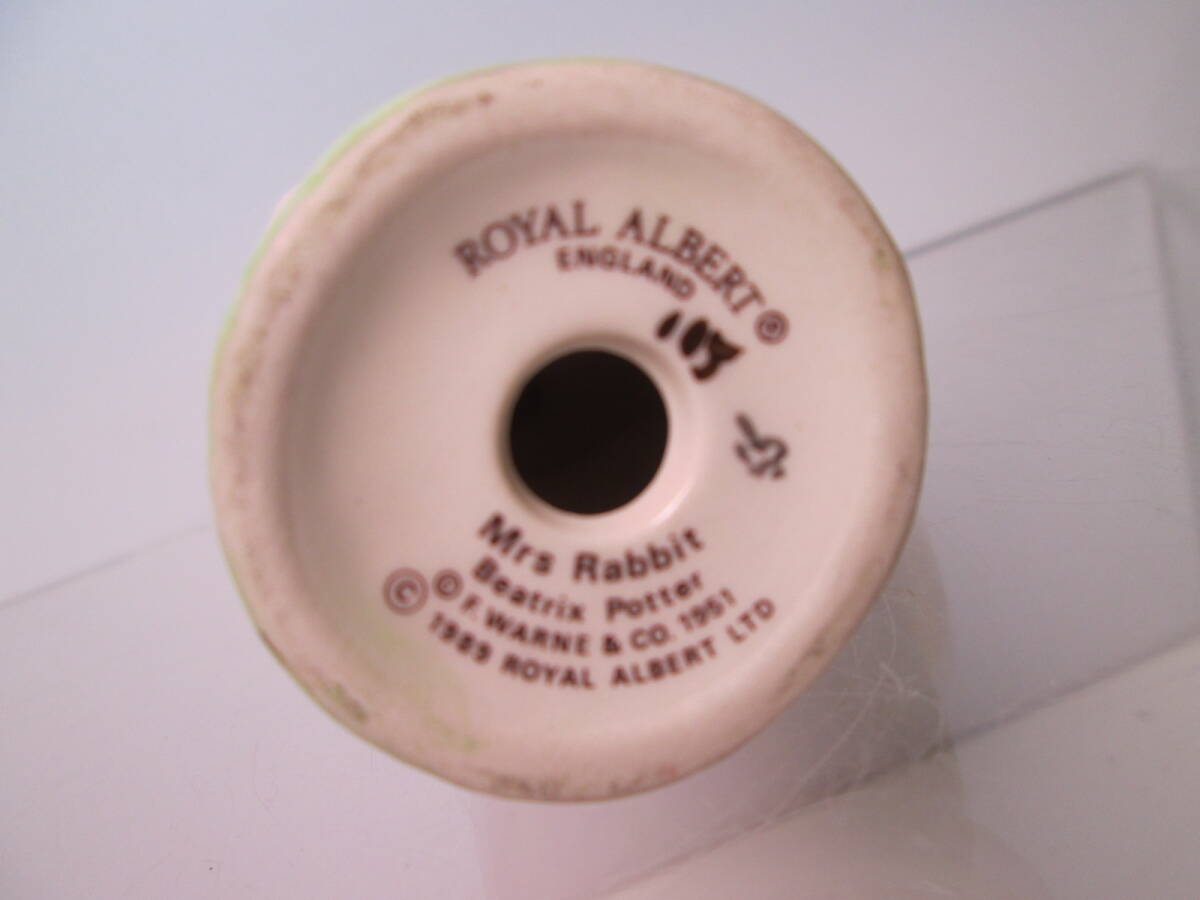 ROYAL ALBERT®
ENGLAND
Mrs Rabbit
Beatrix Potter
© F. WARNE & CO. 1951
© 1989 ROYAL ALBERT LTD